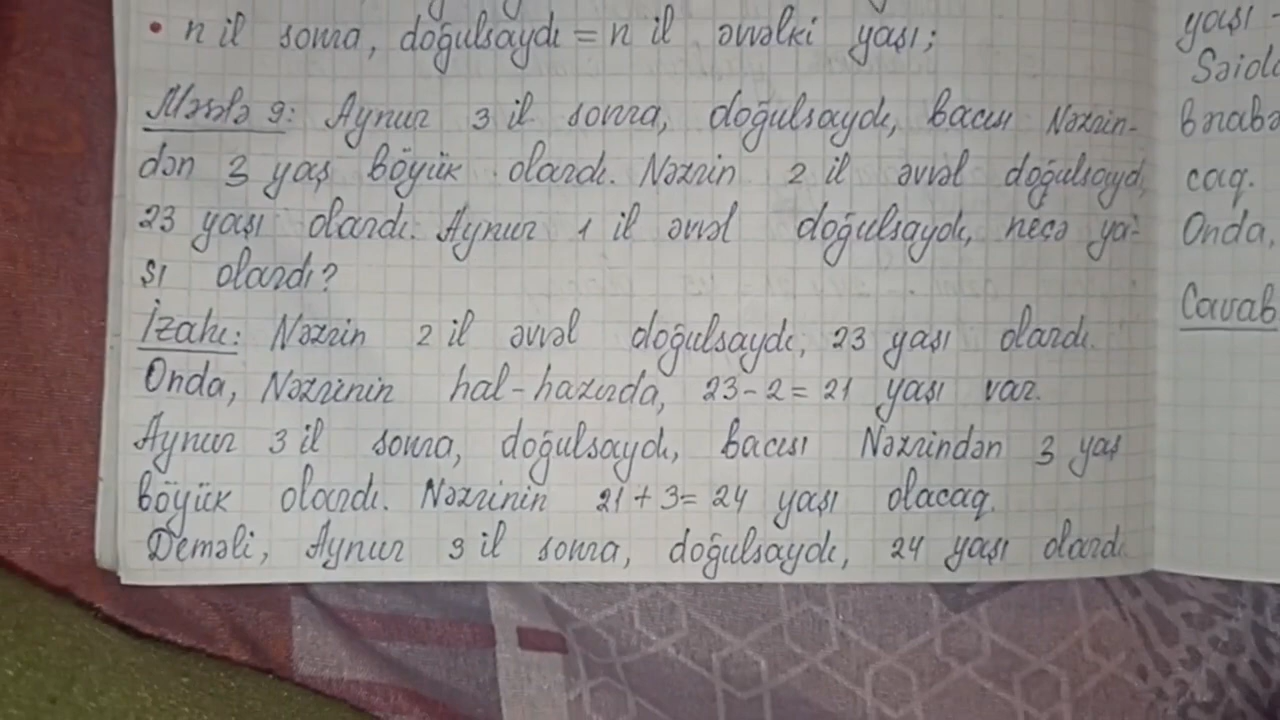 • n il sonra, doğulsaydı = n il əvvəlki yaşı;
Məsələ 9: Aynur 3 il sonra, doğulsaydı, bacısı Nəzrin-
dən 3 yaş böyük olardı. Nəzrin 2 il əvvəl doğulsayd
23 yaşı olardı. Aynur 1 il əvvəl doğulsaydı, neçə ya-
şı olardı?
İzahı: Nəzrin 2 il əvvəl doğulsaydı, 23 yaşı olardı.
Onda, Nəzrinin hal-hazırda, 23-2=21 yaşı var.
Aynur 3 il sonra, doğulsaydı, bacısı Nəzrindən 3 yaş
böyük olardı. Nəzrinin 21+3=24 yaşı olacaq.
Deməli, Aynur 3 il sonra, doğulsaydı, 24 yaşı olardı
yaşı -
Səid
caq.
Onda,
Cavab